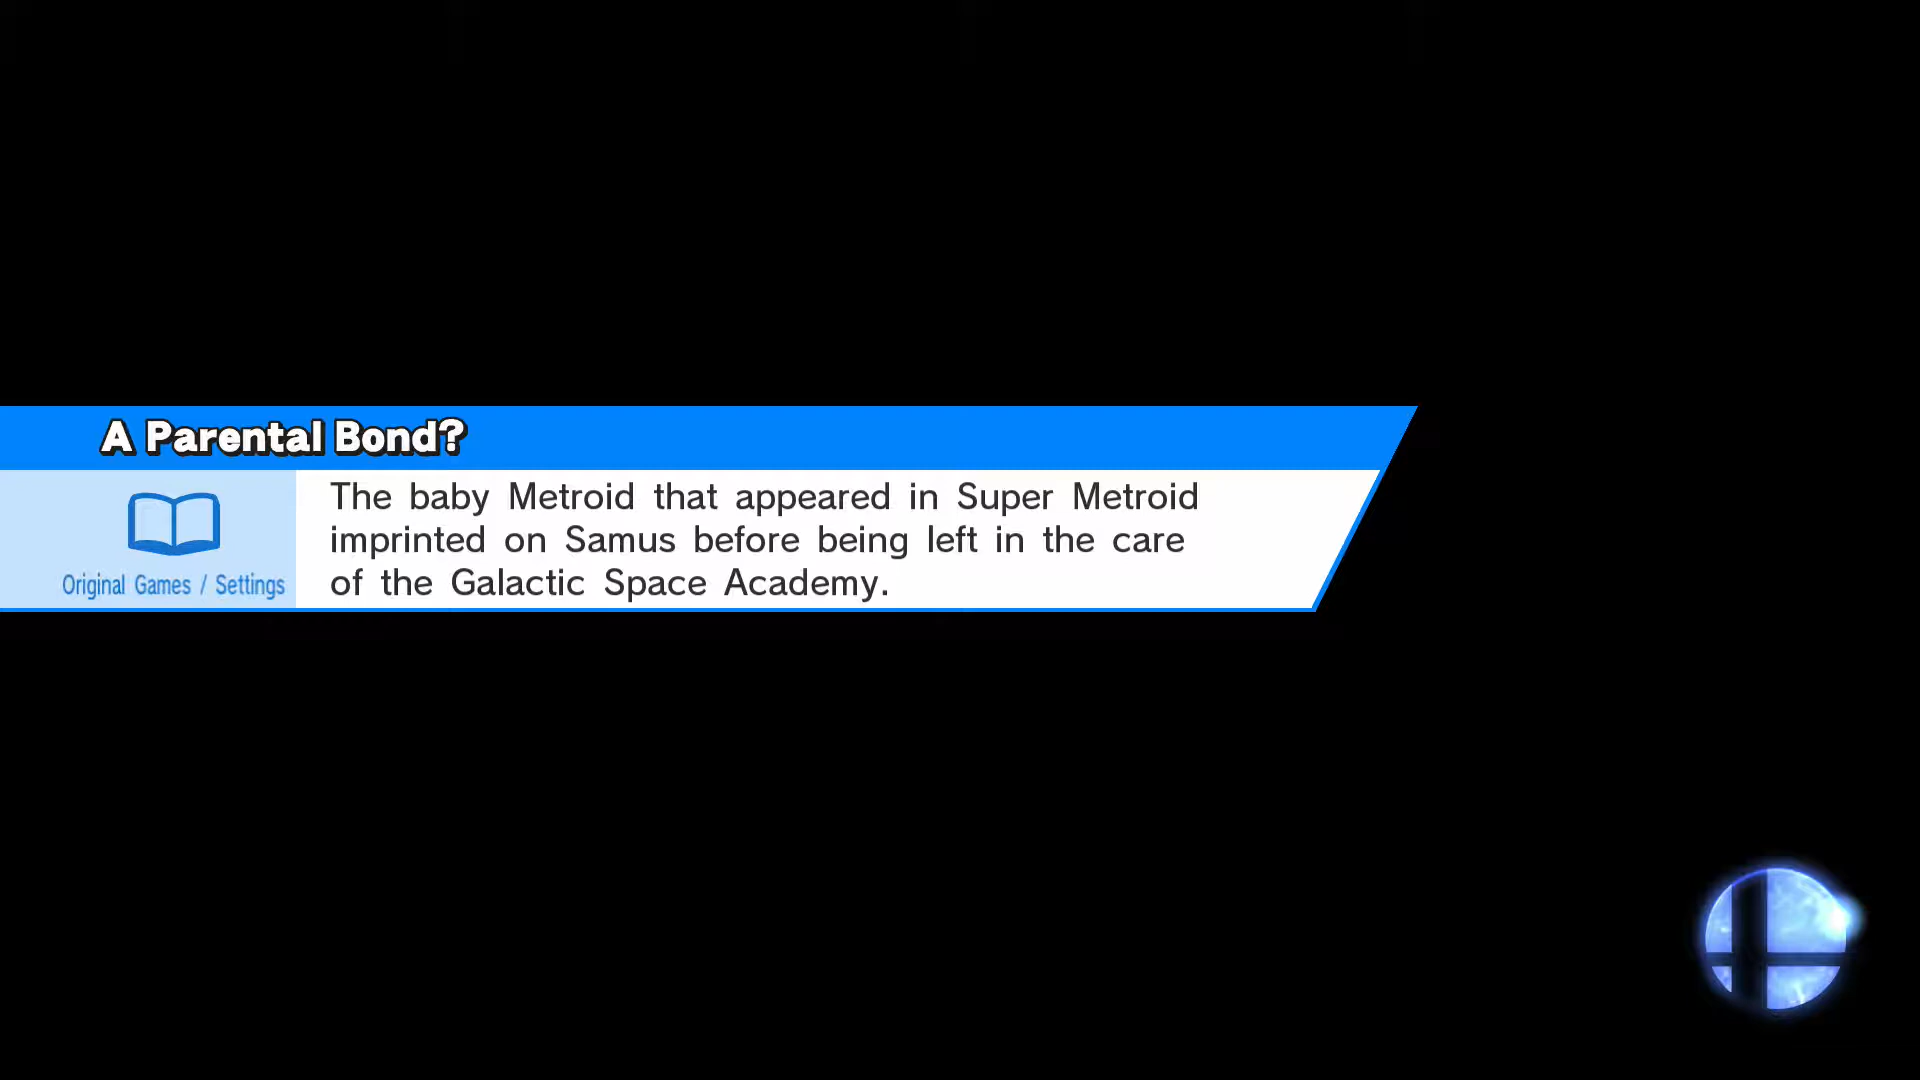 A Parental Bond?
The baby Metroid that appeared in Super Metroid
imprinted on Samus before being left in the care
of the Galactic Space Academy.
Original Games / Settings